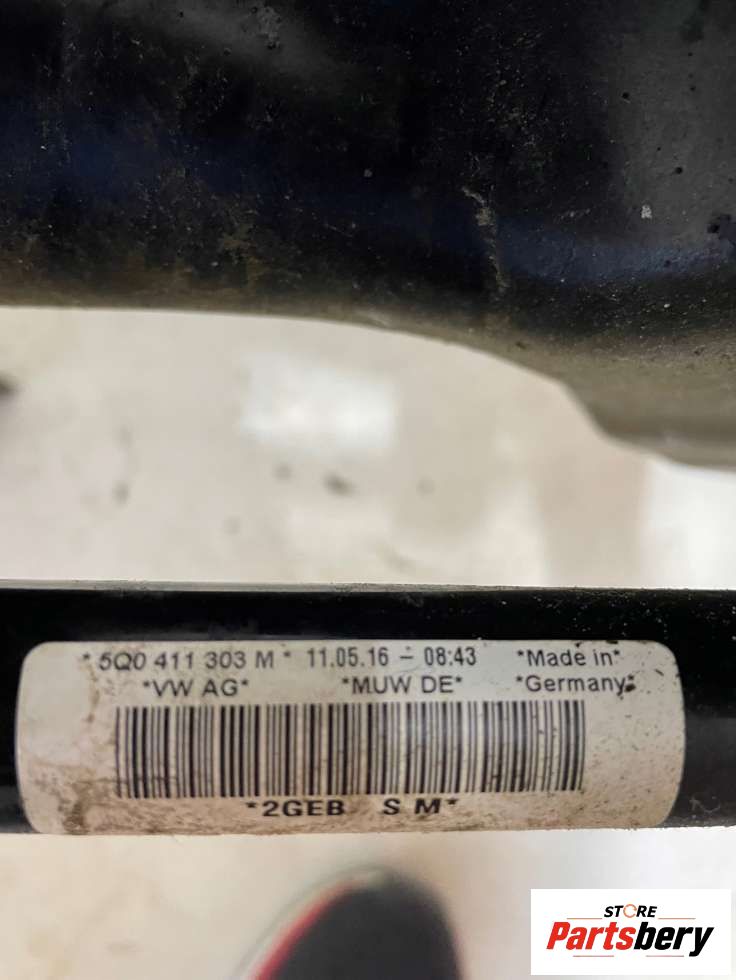 * 5Q0 411 303 M * 11.05.16 – 08:43 *Made in*
*VW AG* *MUW DE* *Germany*
*2GEB S M*
STORE
Partsbery